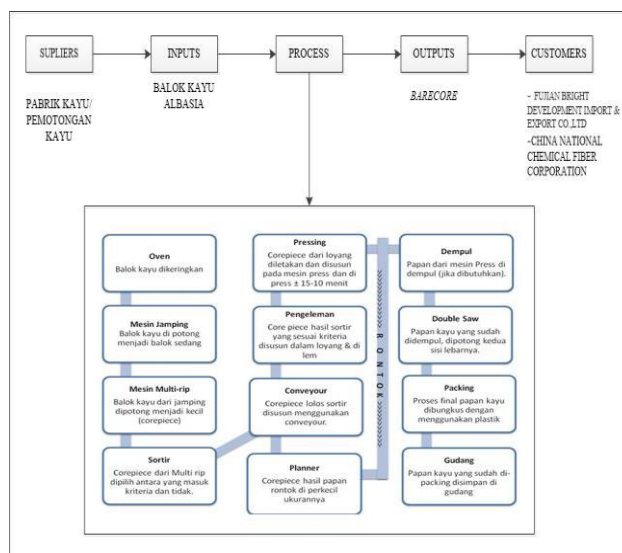 SUPLIERS
INPUTS
PROCESS
OUTPUTS
CUSTOMERS
PABRIK KAYU/
PEMOTONGAN
KAYU
BALOK KAYU
ALBASIA
BARECORE
- FUJIAN BRIGHT
DEVELOPMENT IMPORT &
EXPORT CO.,LTD
-CHINA NATIONAL
CHEMICAL FIBER
CORPORATION
Oven
Balok kayu dikeringkan
Mesin Jamping
Balok kayu di potong
menjadi balok sedang
Mesin Multi-rip
Balok kayu dari jamping
dipotong menjadi kecil
(corepiece)
Sortir
Corepiece dari Multi rip
dipilih antara yang masuk
kriteria dan tidak.
Pressing
Corepiece dari loyang
diletakan dan disusun
pada mesin press dan di
press ± 15-10 menit
Pengeleman
Core piece hasil sortir
yang sesuai kriteria
disusun dalam loyang & di
lem
Conveyour
Corepiece lolos sortir
disusun menggunakan
conveyour.
Planner
Corepiece hasil papan
rontok di perkecil
ukurannya
<<<<<<< R O N T O K <<<<<<<
Dempul
Papan dari mesin Press di
dempul (jika dibutuhkan).
Double Saw
Papan kayu yang sudah
didempul, dipotong kedua
sisi lebarnya.
Packing
Proses final papan kayu
dibungkus dengan
menggunakan plastik
Gudang
Papan kayu yang sudah di-
packing disimpan di
gudang